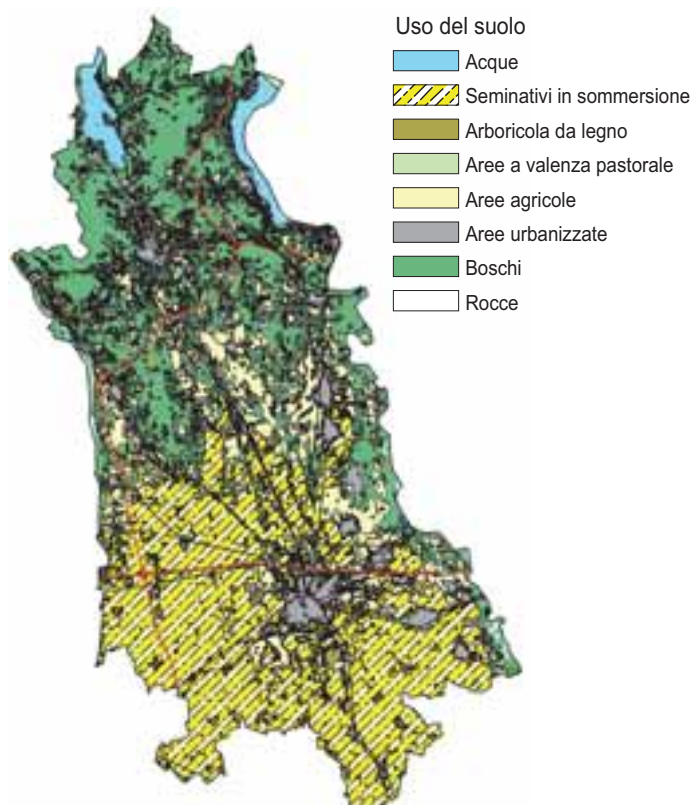 Uso del suolo
Acque
Seminativi in sommersione
Arboricola da legno
Aree a valenza pastorale
Aree agricole
Aree urbanizzate
Boschi
Rocce